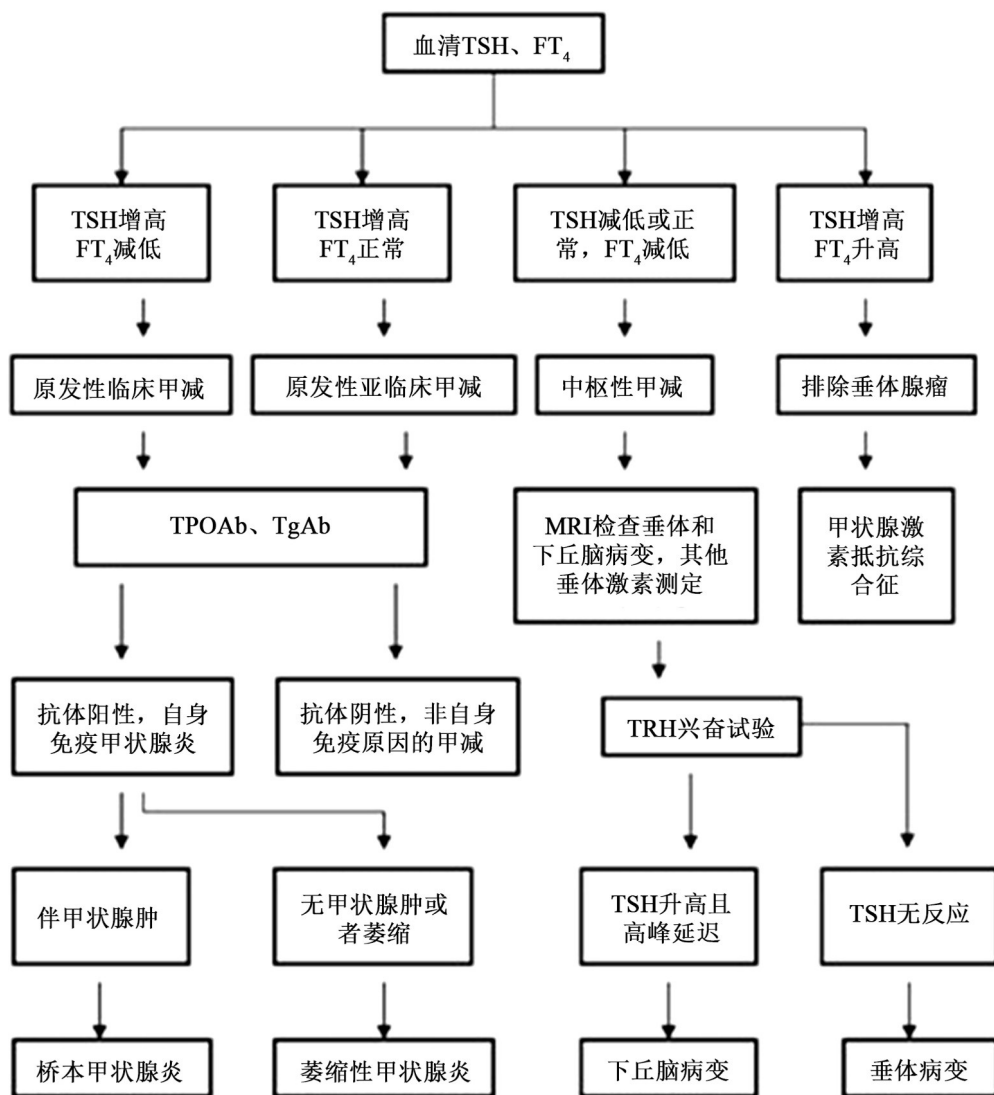 血清TSH、FT₄
TSH增高
FT₄减低
TSH增高
FT₄正常
TSH减低或正
常，FT₄减低
TSH增高
FT₄升高
原发性临床甲减
原发性亚临床甲减
中枢性甲减
排除垂体腺瘤
TPOAb、TgAb
MRI检查垂体和
下丘脑病变，其他
垂体激素测定
甲状腺激
素抵抗综
合征
抗体阳性，自身
免疫甲状腺炎
抗体阴性，非自身
免疫原因的甲减
TRH兴奋试验
伴甲状腺肿
无甲状腺肿或
者萎缩
TSH升高且
高峰延迟
TSH无反应
桥本甲状腺炎
萎缩性甲状腺炎
下丘脑病变
垂体病变